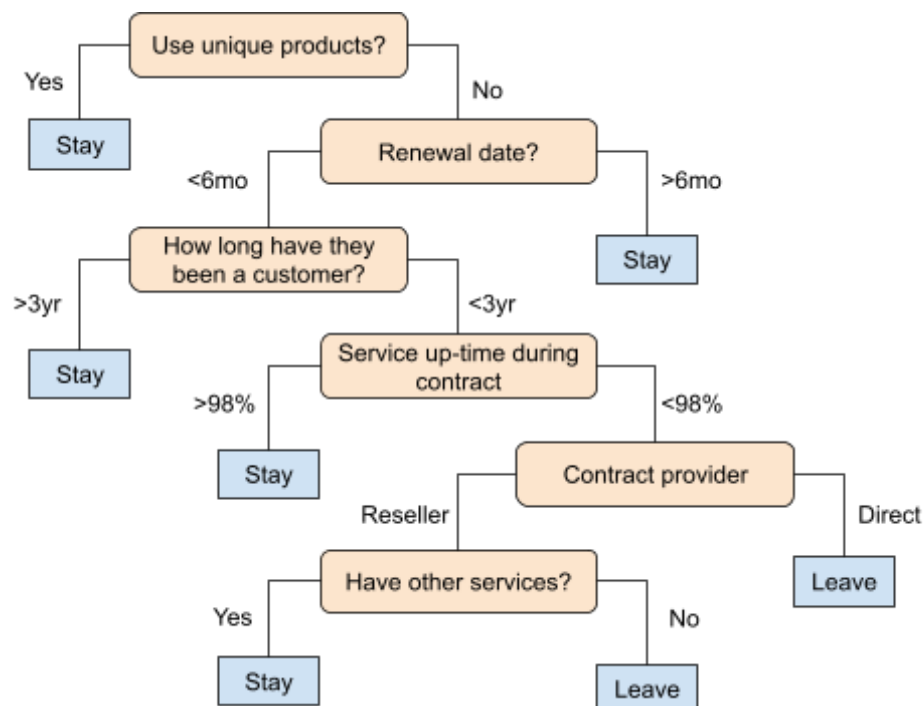 Use unique products?
Yes
No
Stay
Renewal date?
<6mo
>6mo
How long have they
been a customer?
Stay
>3yr
<3yr
Stay
Service up-time during
contract
>98%
<98%
Stay
Contract provider
Reseller
Direct
Have other services?
Leave
Yes
No
Stay
Leave